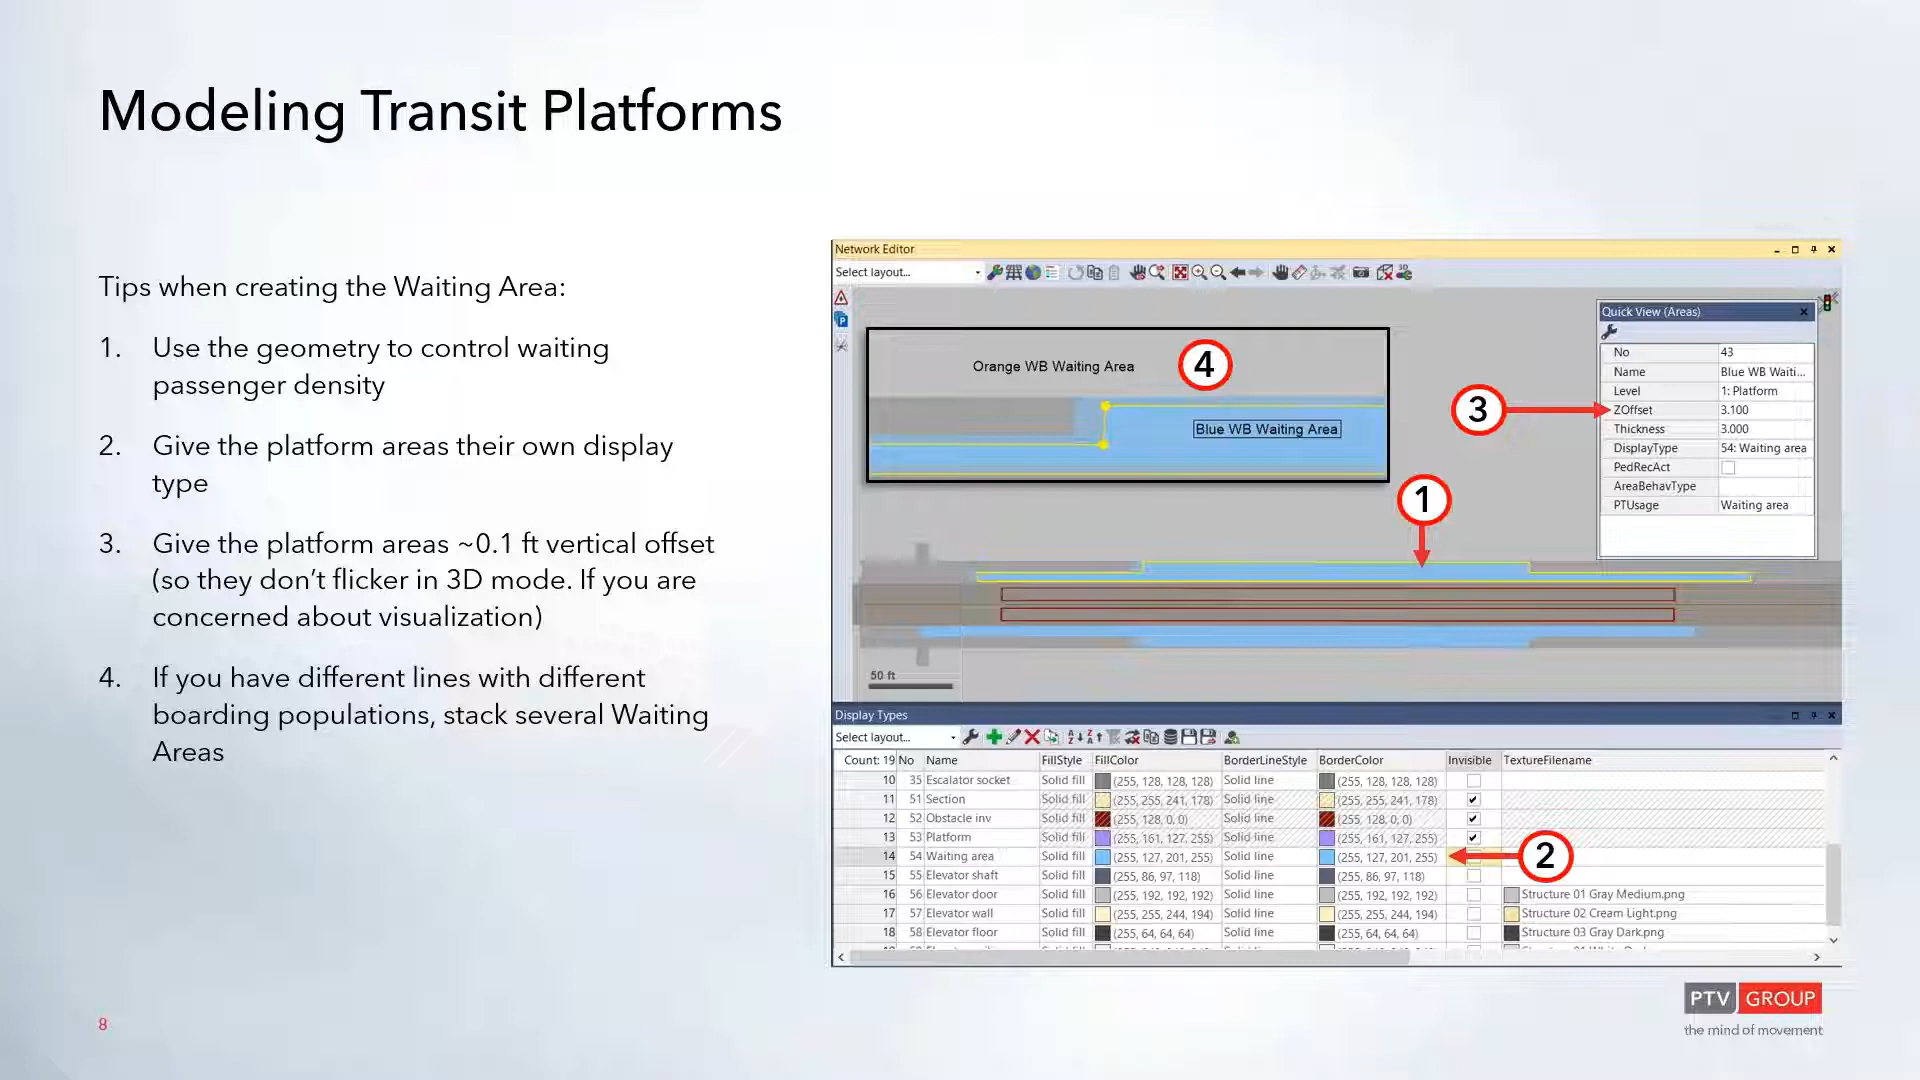 Modeling Transit Platforms
Tips when creating the Waiting Area:
1. Use the geometry to control waiting
passenger density
2. Give the platform areas their own display
type
3. Give the platform areas ~0.1 ft vertical offset
(so they don’t flicker in 3D mode. If you are
concerned about visualization)
4. If you have different lines with different
boarding populations, stack several Waiting
Areas
8
Network Editor
Select layout...
Orange WB Waiting Area
4
Blue WB Waiting Area
3
1
50 ft
Quick View (Areas)
No 43
Name Blue WB Waiti...
Level 1: Platform
ZOffset 3.100
Thickness 3.000
DisplayType 54: Waiting area
PedRecAct
AreaBehavType
PTUsage Waiting area
Display Types
Select layout...
Count: 19 No Name FillStyle FillColor BorderLineStyle BorderColor Invisible TextureFilename
10 35 Escalator socket Solid fill (255, 128, 128, 128) Solid line (255, 128, 128, 128)
11 51 Section Solid fill (255, 255, 241, 178) Solid line (255, 255, 241, 178)
12 52 Obstacle inv Solid fill (255, 128, 0, 0) Solid line (255, 128, 0, 0)
13 53 Platform Solid fill (255, 161, 127, 255) Solid line (255, 161, 127, 255)
14 54 Waiting area Solid fill (255, 127, 201, 255) Solid line (255, 127, 201, 255)
2
15 55 Elevator shaft Solid fill (255, 86, 97, 118) Solid line (255, 86, 97, 118)
16 56 Elevator door Solid fill (255, 192, 192, 192) Solid line (255, 192, 192, 192) Structure 01 Gray Medium.png
17 57 Elevator wall Solid fill (255, 255, 244, 194) Solid line (255, 255, 244, 194) Structure 02 Cream Light.png
18 58 Elevator floor Solid fill (255, 64, 64, 64) Solid line (255, 64, 64, 64) Structure 03 Gray Dark.png
PTV GROUP
the mind of movement